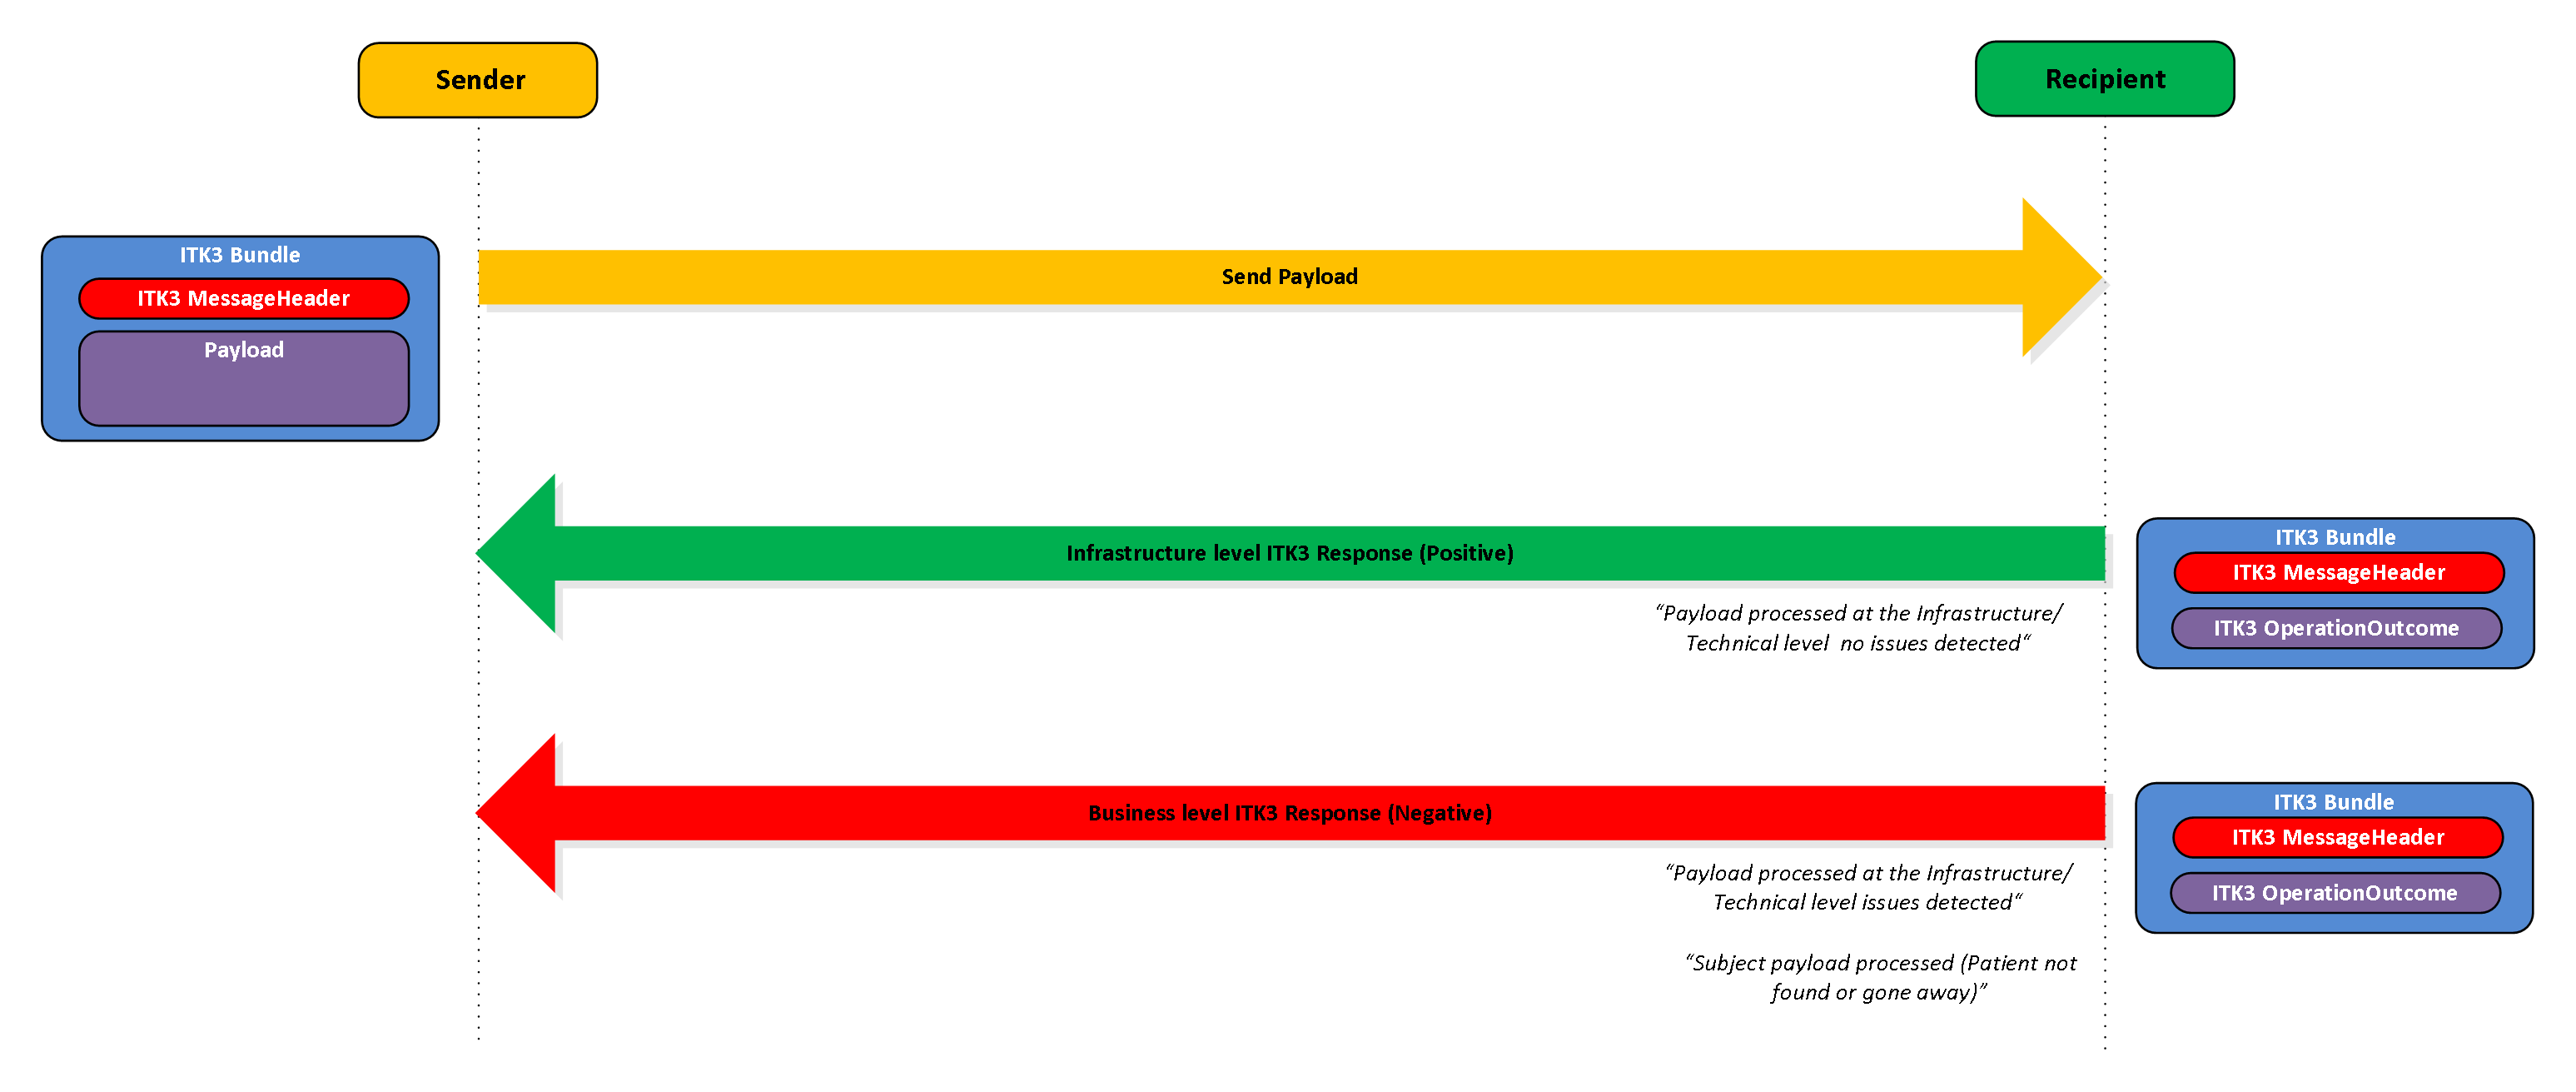 Sender
Recipient
ITK3 Bundle
ITK3 MessageHeader
Payload
Send Payload
Infrastructure level ITK3 Response (Positive)
“Payload processed at the Infrastructure/
Technical level  no issues detected“
ITK3 Bundle
ITK3 MessageHeader
ITK3 OperationOutcome
Business level ITK3 Response (Negative)
“Payload processed at the Infrastructure/
Technical level issues detected“
“Subject payload processed (Patient not
found or gone away)”
ITK3 Bundle
ITK3 MessageHeader
ITK3 OperationOutcome